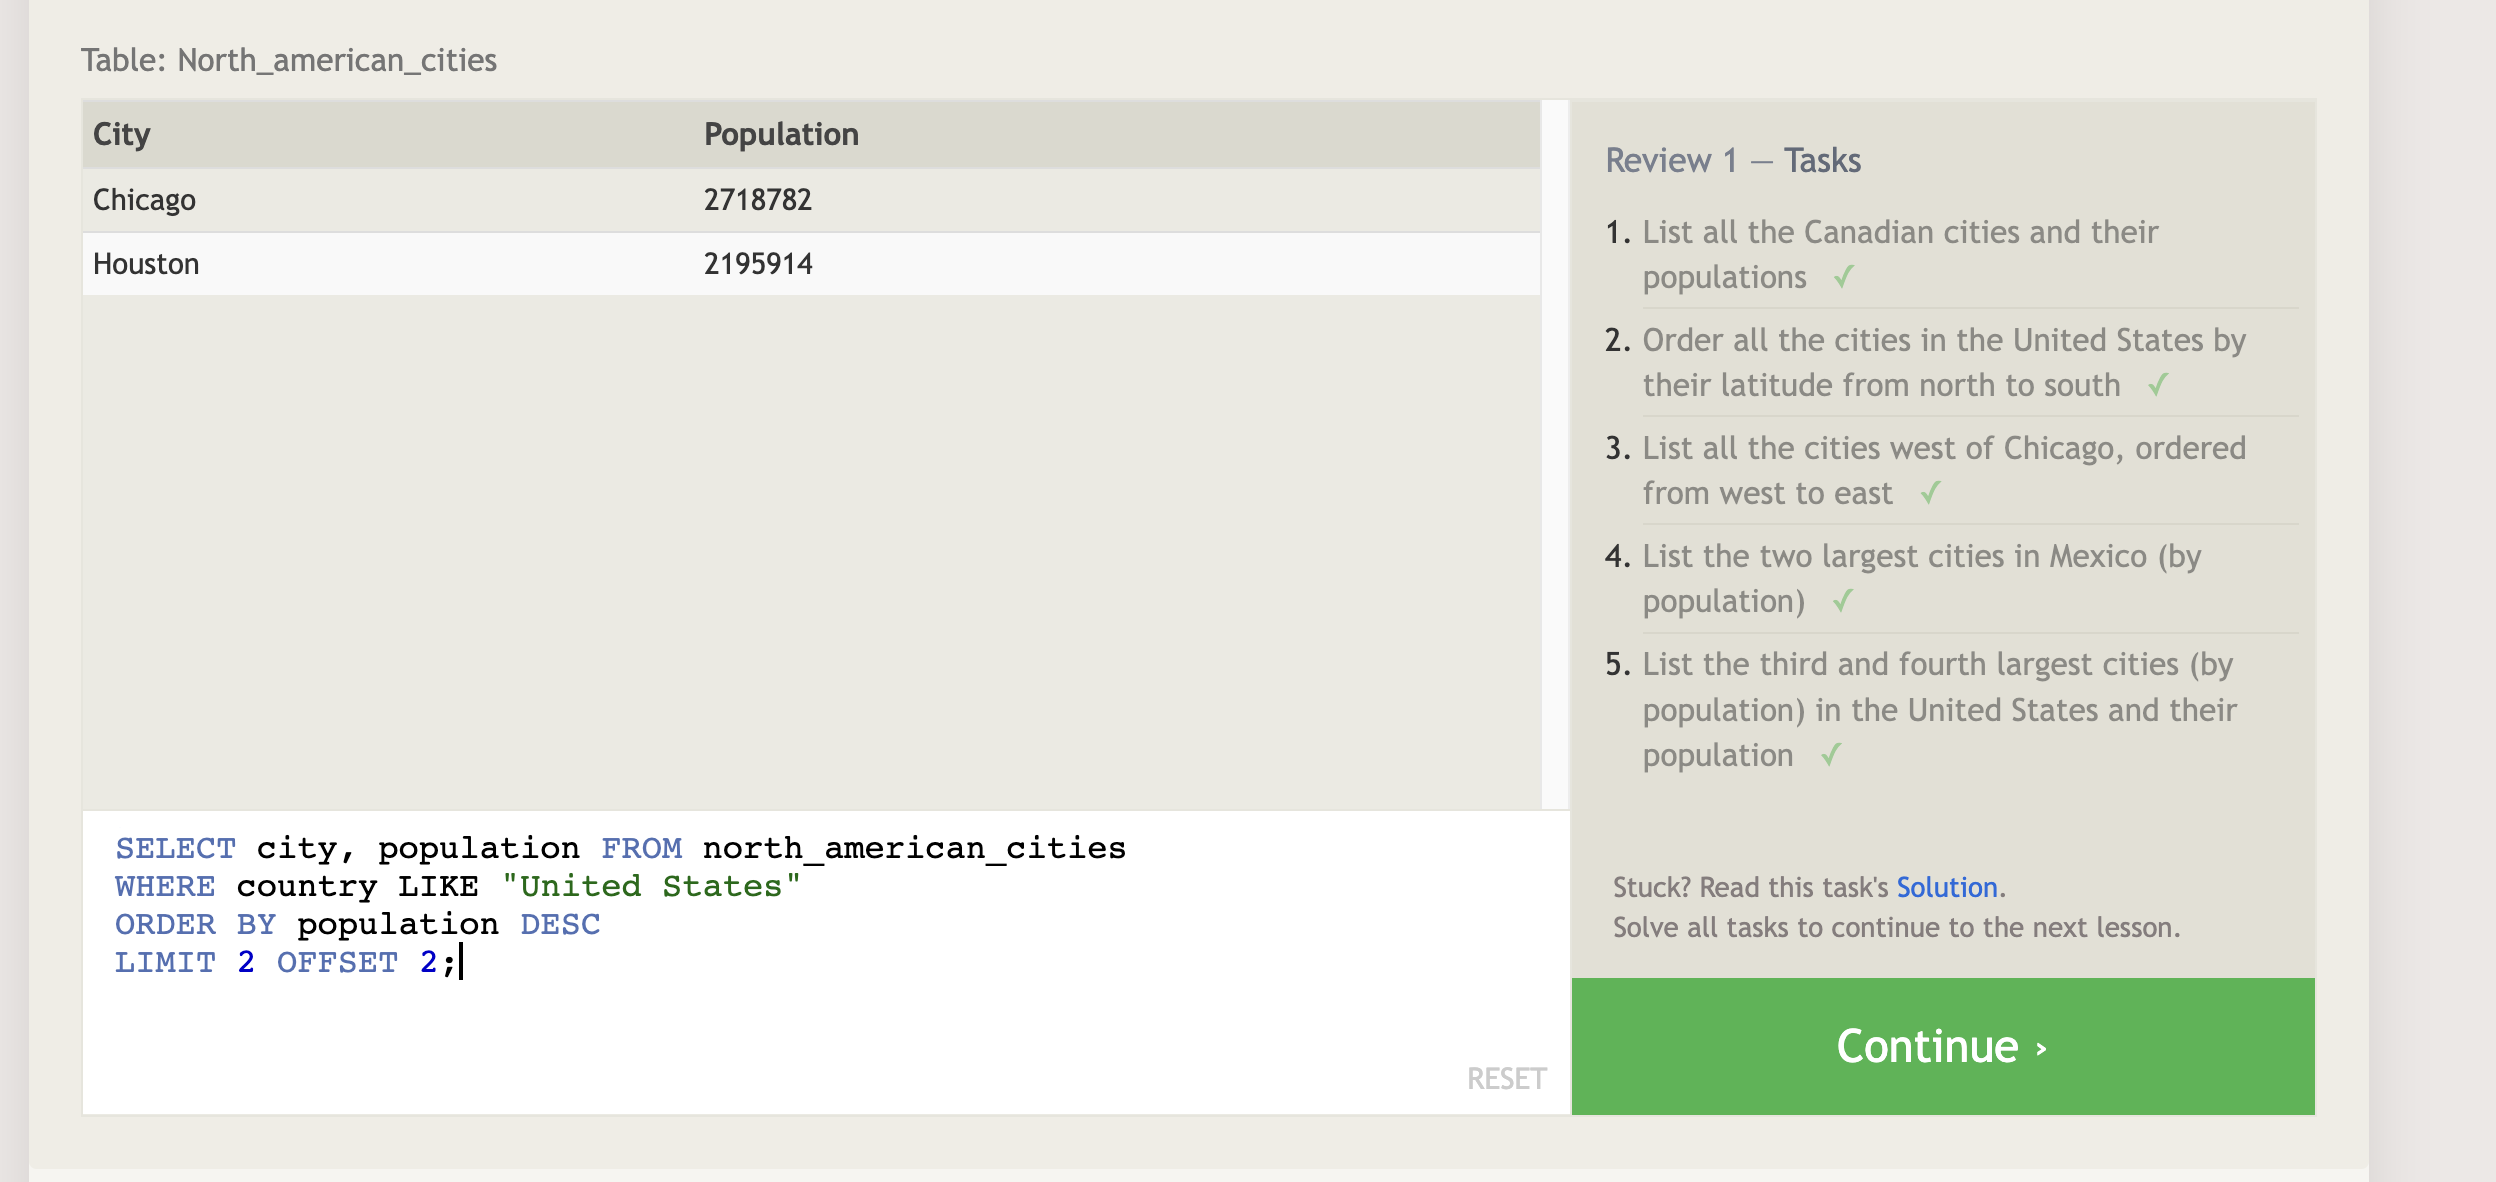 Table: North_american_cities
City Population
Chicago 2718782
Houston 2195914
SELECT city, population FROM north_american_cities
WHERE country LIKE "United States"
ORDER BY population DESC
LIMIT 2 OFFSET 2;
RESET
Review 1 — Tasks
1. List all the Canadian cities and their
populations ✓
2. Order all the cities in the United States by
their latitude from north to south ✓
3. List all the cities west of Chicago, ordered
from west to east ✓
4. List the two largest cities in Mexico (by
population) ✓
5. List the third and fourth largest cities (by
population) in the United States and their
population ✓
Stuck? Read this task's Solution.
Solve all tasks to continue to the next lesson.
Continue ›